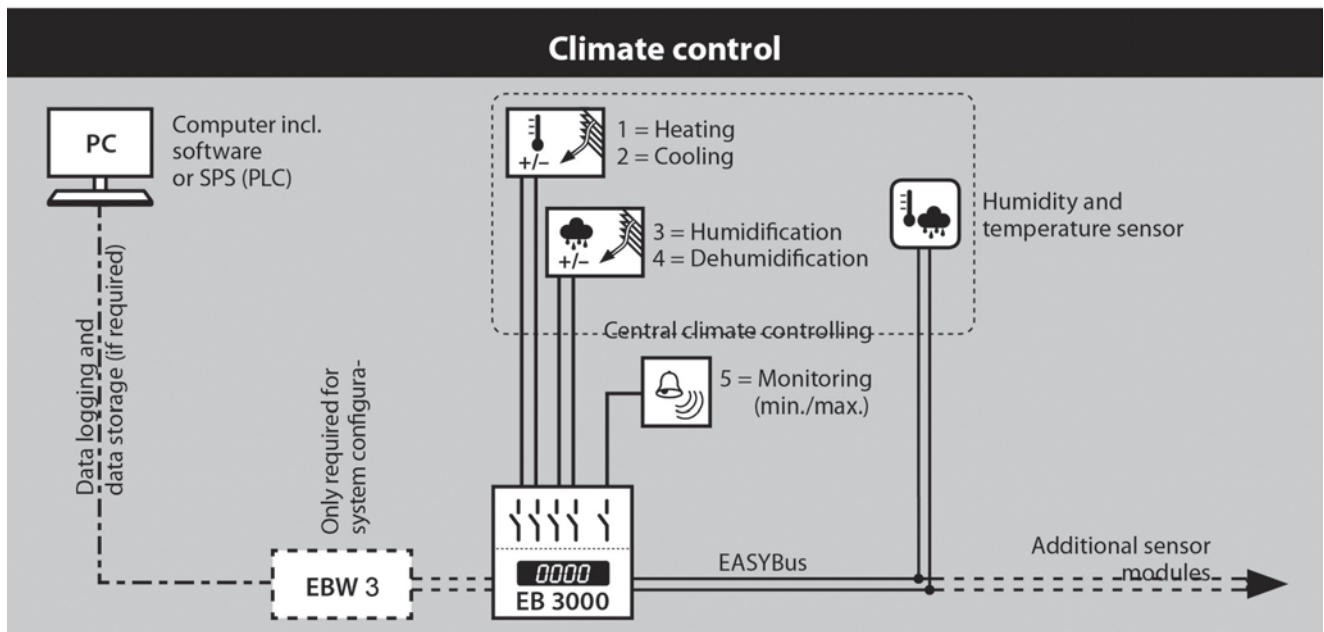 Climate control
PC
Computer incl.
software
or SPS (PLC)
+/–
1 = Heating
2 = Cooling
+/–
3 = Humidification
4 = Dehumidification
Humidity and
temperature sensor
Central climate controlling
5 = Monitoring
(min./max.)
Data logging and
data storage (if required)
Only required for
system configura-
EBW 3
0000
EB 3000
EASYBus
Additional sensor
modules